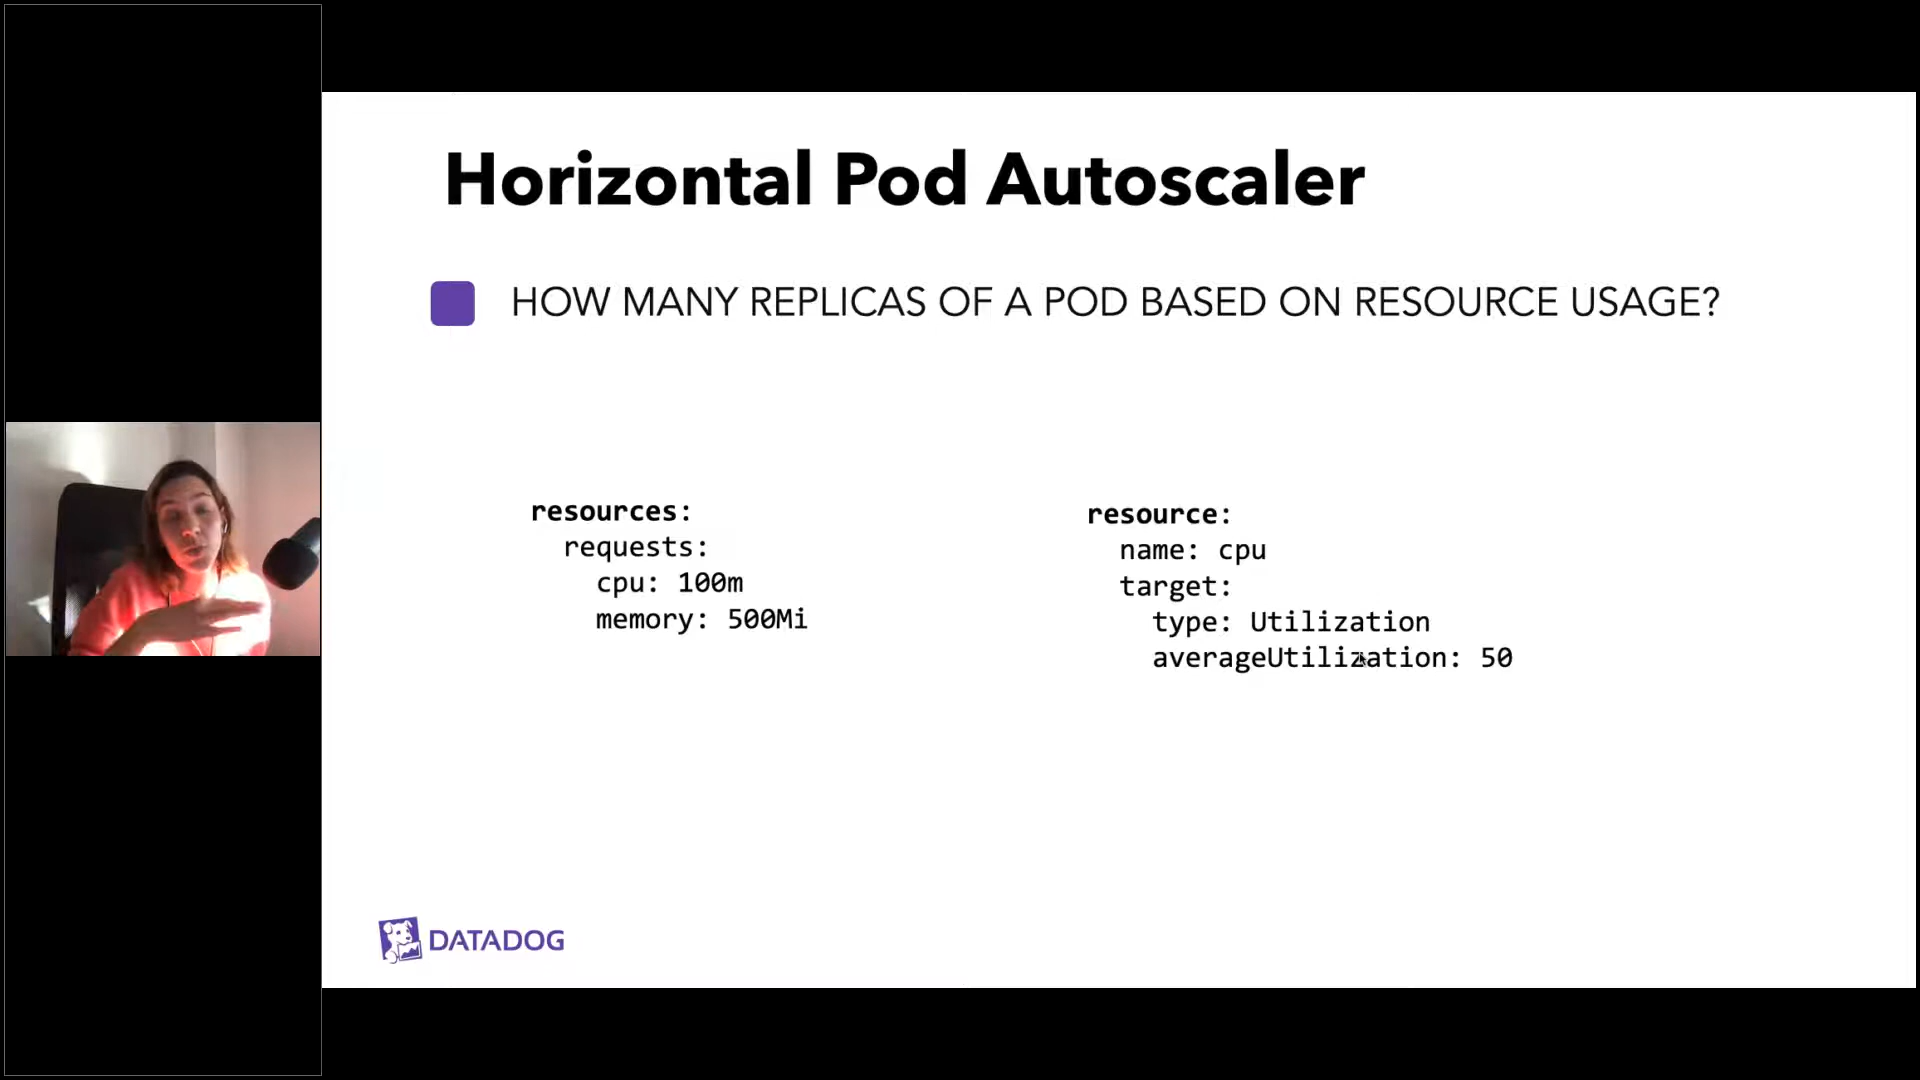 Horizontal Pod Autoscaler
HOW MANY REPLICAS OF A POD BASED ON RESOURCE USAGE?
resources:
requests:
cpu: 100m
memory: 500Mi
resource:
name: cpu
target:
type: Utilization
averageUtilization: 50
DATADOG